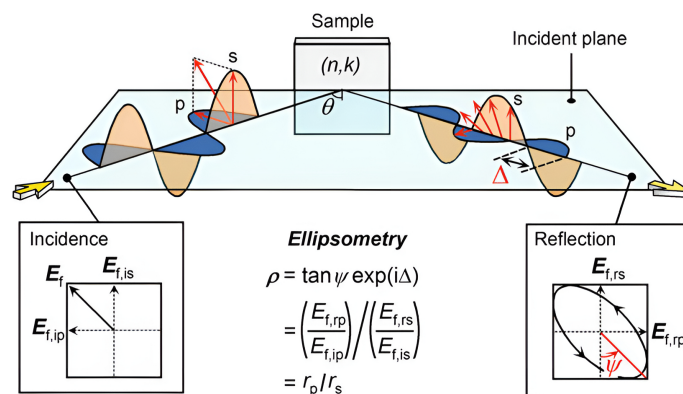 Sample
Incident plane
(n,k)
s
p
θ
s
p
Δ
Incidence
E_f
E_f,is
E_f,ip
Ellipsometry
ρ = tan ψ exp(iΔ)
= (E_f,rp / E_f,ip) / (E_f,rs / E_f,is)
= r_p/r_s
Reflection
E_f,rs
E_f,rp
ψ